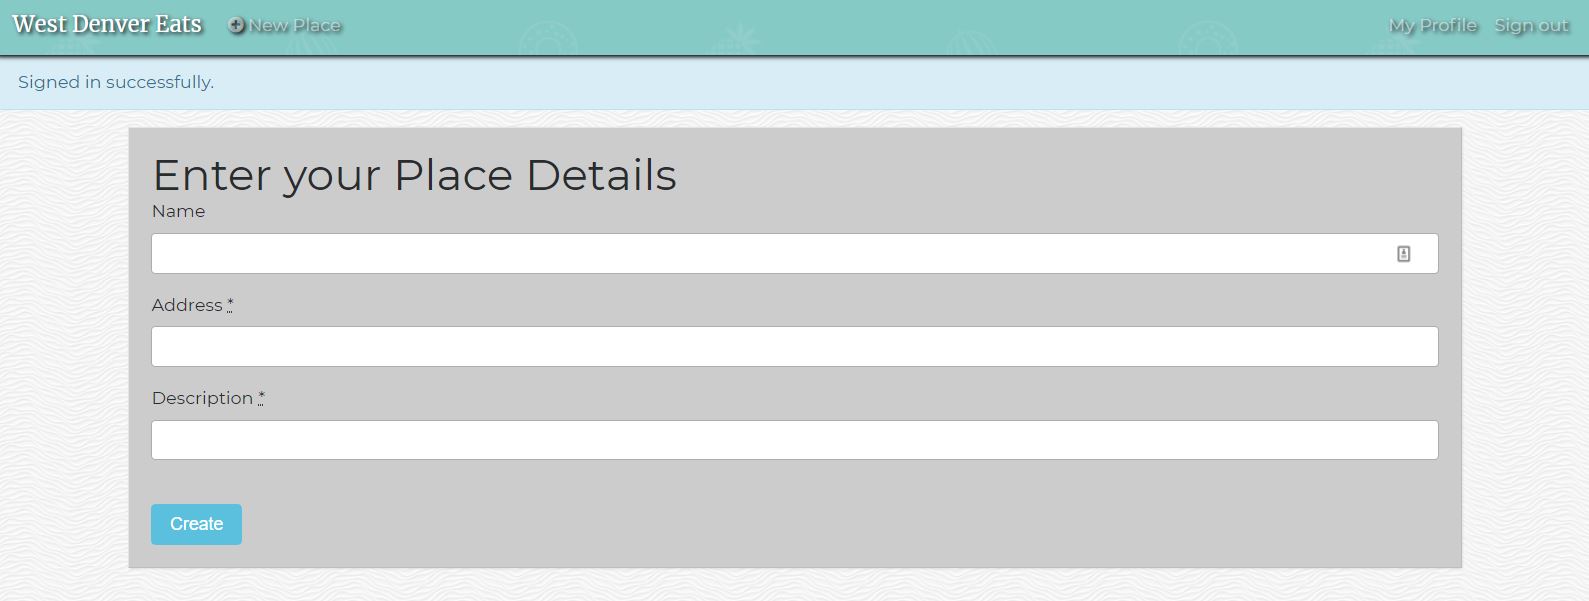 West Denver Eats New Place My Profile Sign out
Signed in successfully.
Enter your Place Details
Name
Address *
Description *
Create